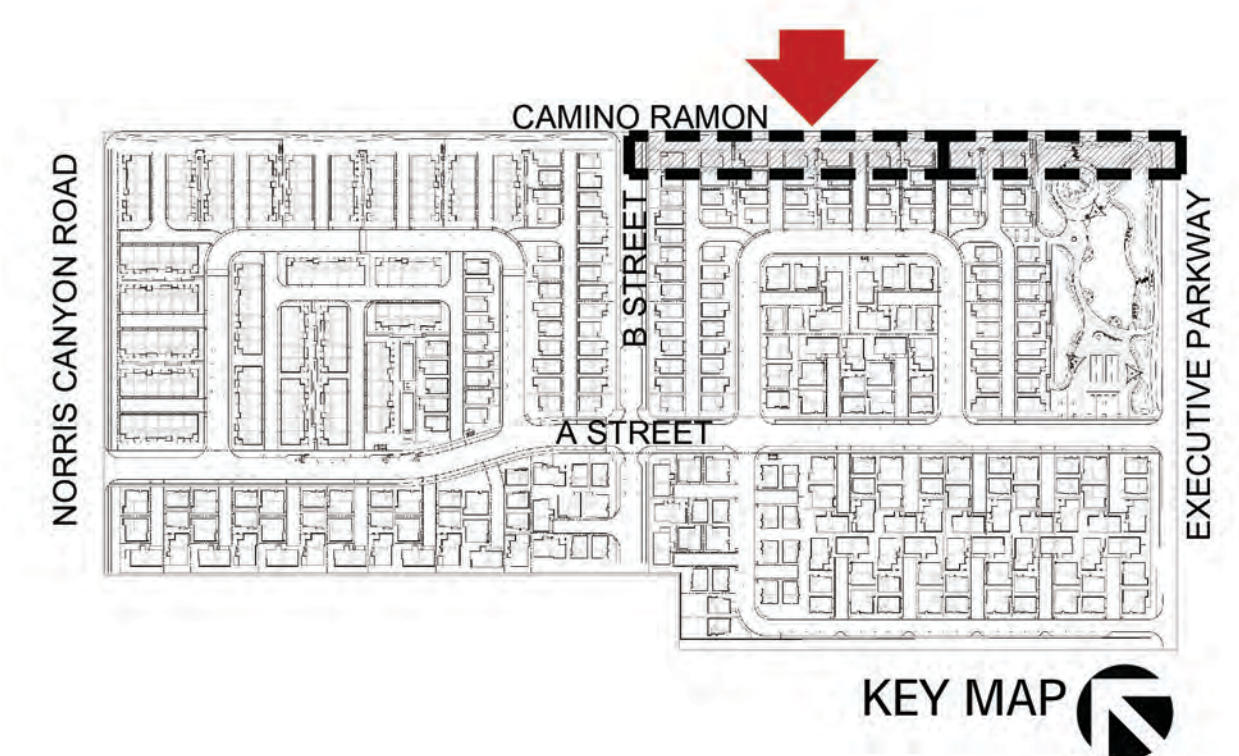 CAMINO RAMON
NORRIS CANYON ROAD
B STREET
EXECUTIVE PARKWAY
A STREET
KEY MAP